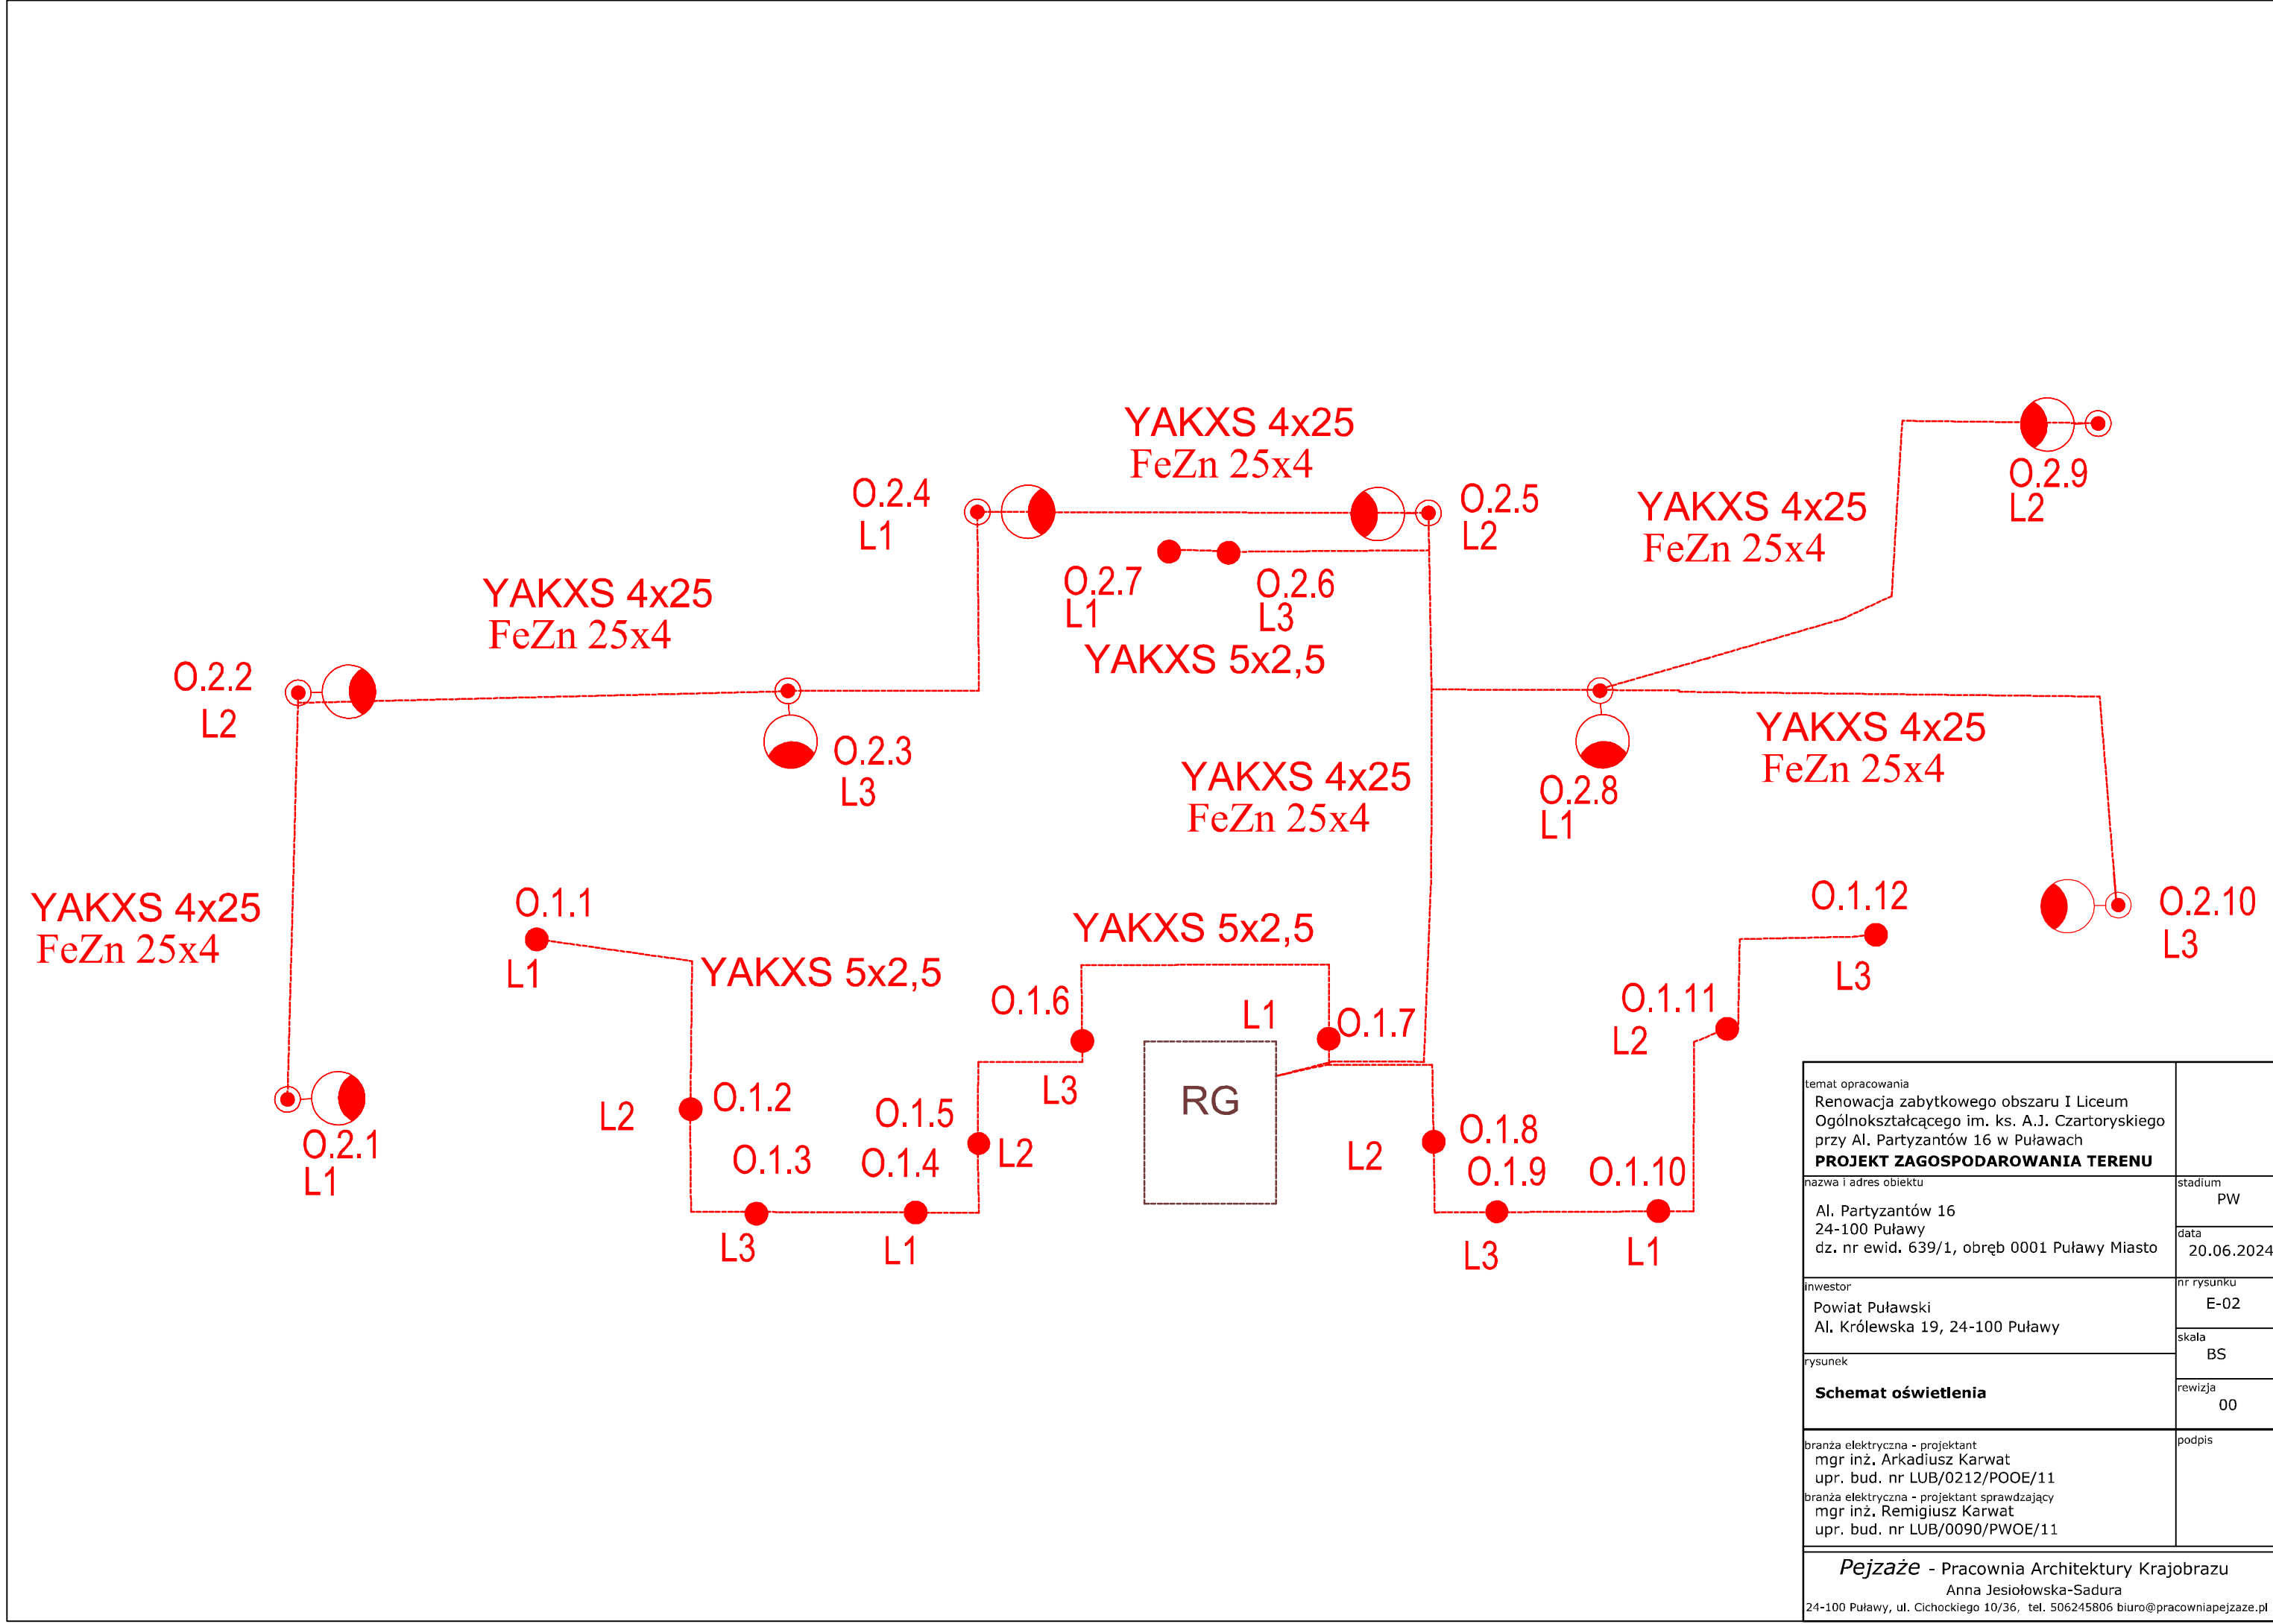 YAKXS 4x25
FeZn 25x4
O.2.4
L1
O.2.5
L2
O.2.9
L2
YAKXS 4x25
FeZn 25x4
O.2.7
L1
O.2.6
L3
YAKXS 5x2,5
YAKXS 4x25
FeZn 25x4
O.2.2
L2
O.2.3
L3
YAKXS 4x25
FeZn 25x4
O.2.8
L1
YAKXS 4x25
FeZn 25x4
YAKXS 4x25
FeZn 25x4
O.1.1
L1
YAKXS 5x2,5
YAKXS 5x2,5
O.1.12
L3
O.2.10
L3
O.1.6
L3
L1
O.1.7
O.1.11
L2
RG
O.2.1
L1
L2
O.1.2
O.1.3
L3
O.1.5
L2
O.1.4
L1
L2
O.1.8
O.1.9
L3
O.1.10
L1
temat opracowania
Renowacja zabytkowego obszaru I Liceum
Ogólnokształcącego im. ks. A.J. Czartoryskiego
przy Al. Partyzantów 16 w Puławach
PROJEKT ZAGOSPODAROWANIA TERENU
nazwa i adres obiektu
Al. Partyzantów 16
24-100 Puławy
dz. nr ewid. 639/1, obręb 0001 Puławy Miasto
stadium
PW
data
20.06.2024
inwestor
Powiat Puławski
Al. Królewska 19, 24-100 Puławy
nr rysunku
E-02
skala
BS
rysunek
Schemat oświetlenia
rewizja
00
branża elektryczna - projektant
mgr inż. Arkadiusz Karwat
upr. bud. nr LUB/0212/POOE/11
branża elektryczna - projektant sprawdzający
mgr inż. Remigiusz Karwat
upr. bud. nr LUB/0090/PWOE/11
podpis
Pejzaże - Pracownia Architektury Krajobrazu
Anna Jesiołowska-Sadura
24-100 Puławy, ul. Cichockiego 10/36, tel. 506245806 biuro@pracowniapejzaze.pl